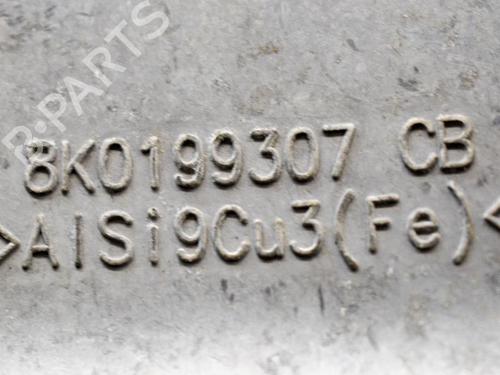 R-PARTS
8K0199307 CB
>AlSi9Cu3(Fe)<